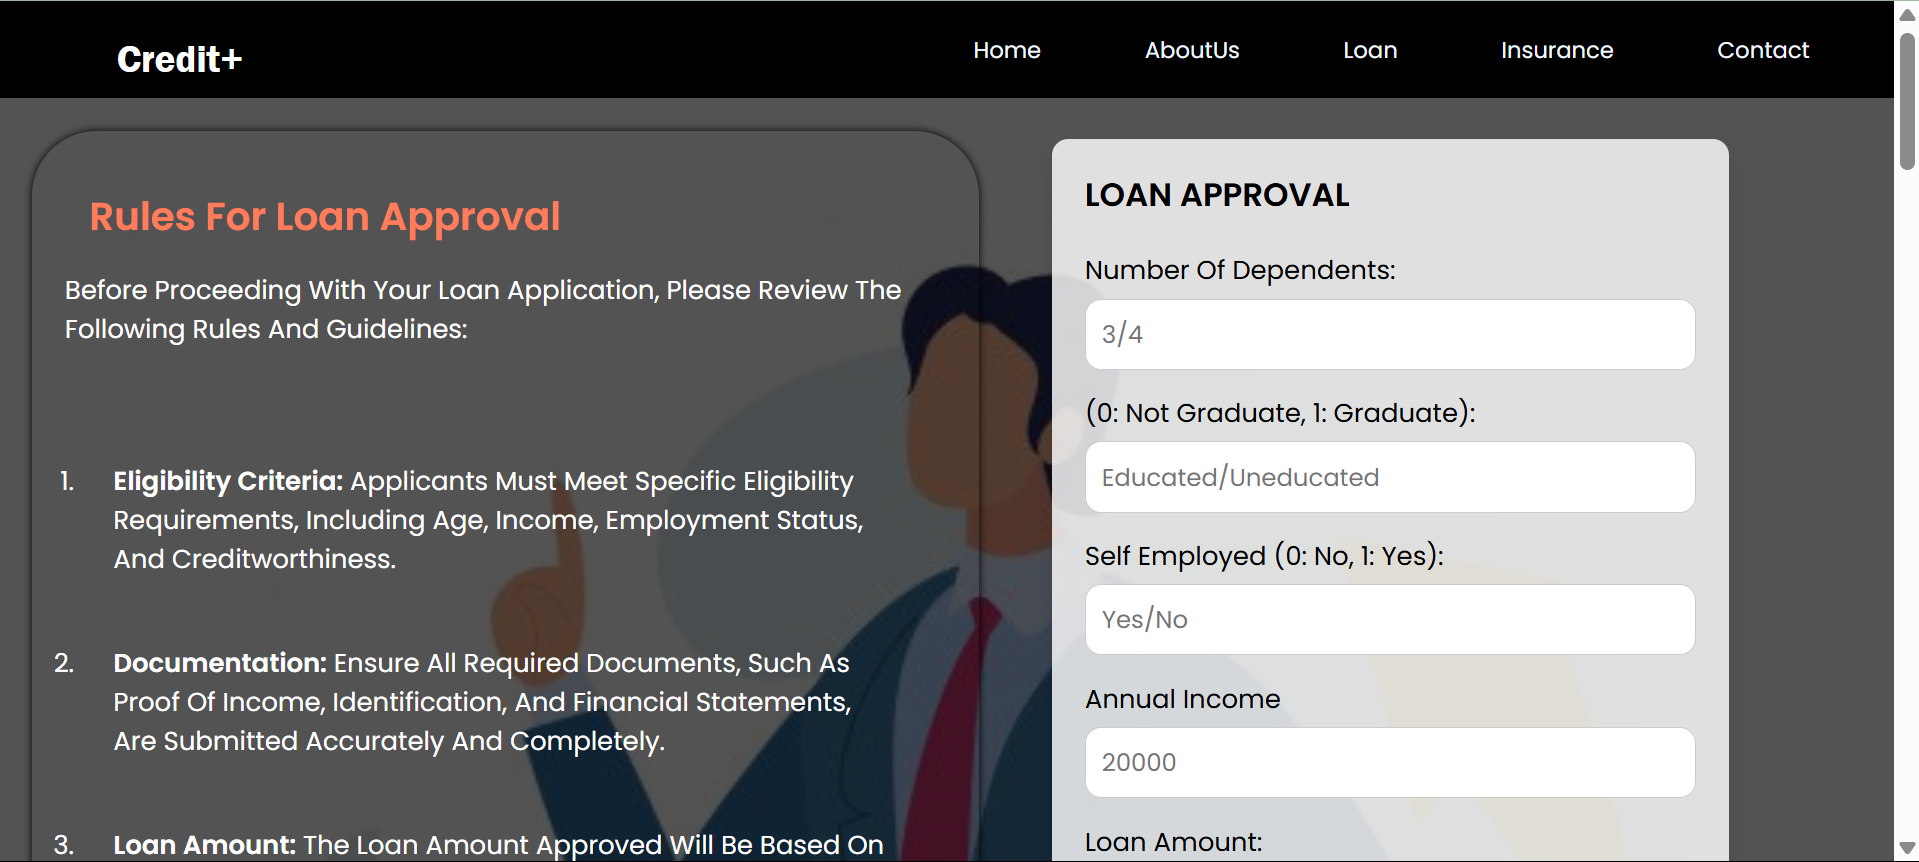 Credit+
Home
AboutUs
Loan
Insurance
Contact
Rules For Loan Approval
Before Proceeding With Your Loan Application, Please Review The
Following Rules And Guidelines:
1. Eligibility Criteria: Applicants Must Meet Specific Eligibility
Requirements, Including Age, Income, Employment Status,
And Creditworthiness.
2. Documentation: Ensure All Required Documents, Such As
Proof Of Income, Identification, And Financial Statements,
Are Submitted Accurately And Completely.
3. Loan Amount: The Loan Amount Approved Will Be Based On
LOAN APPROVAL
Number Of Dependents:
3/4
(0: Not Graduate, 1: Graduate):
Educated/Uneducated
Self Employed (0: No, 1: Yes):
Yes/No
Annual Income
20000
Loan Amount: